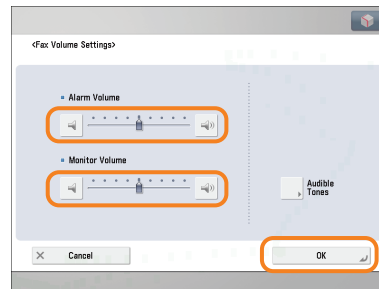 <Fax Volume Settings>
Alarm Volume
Monitor Volume
Audible
Tones
Cancel
OK